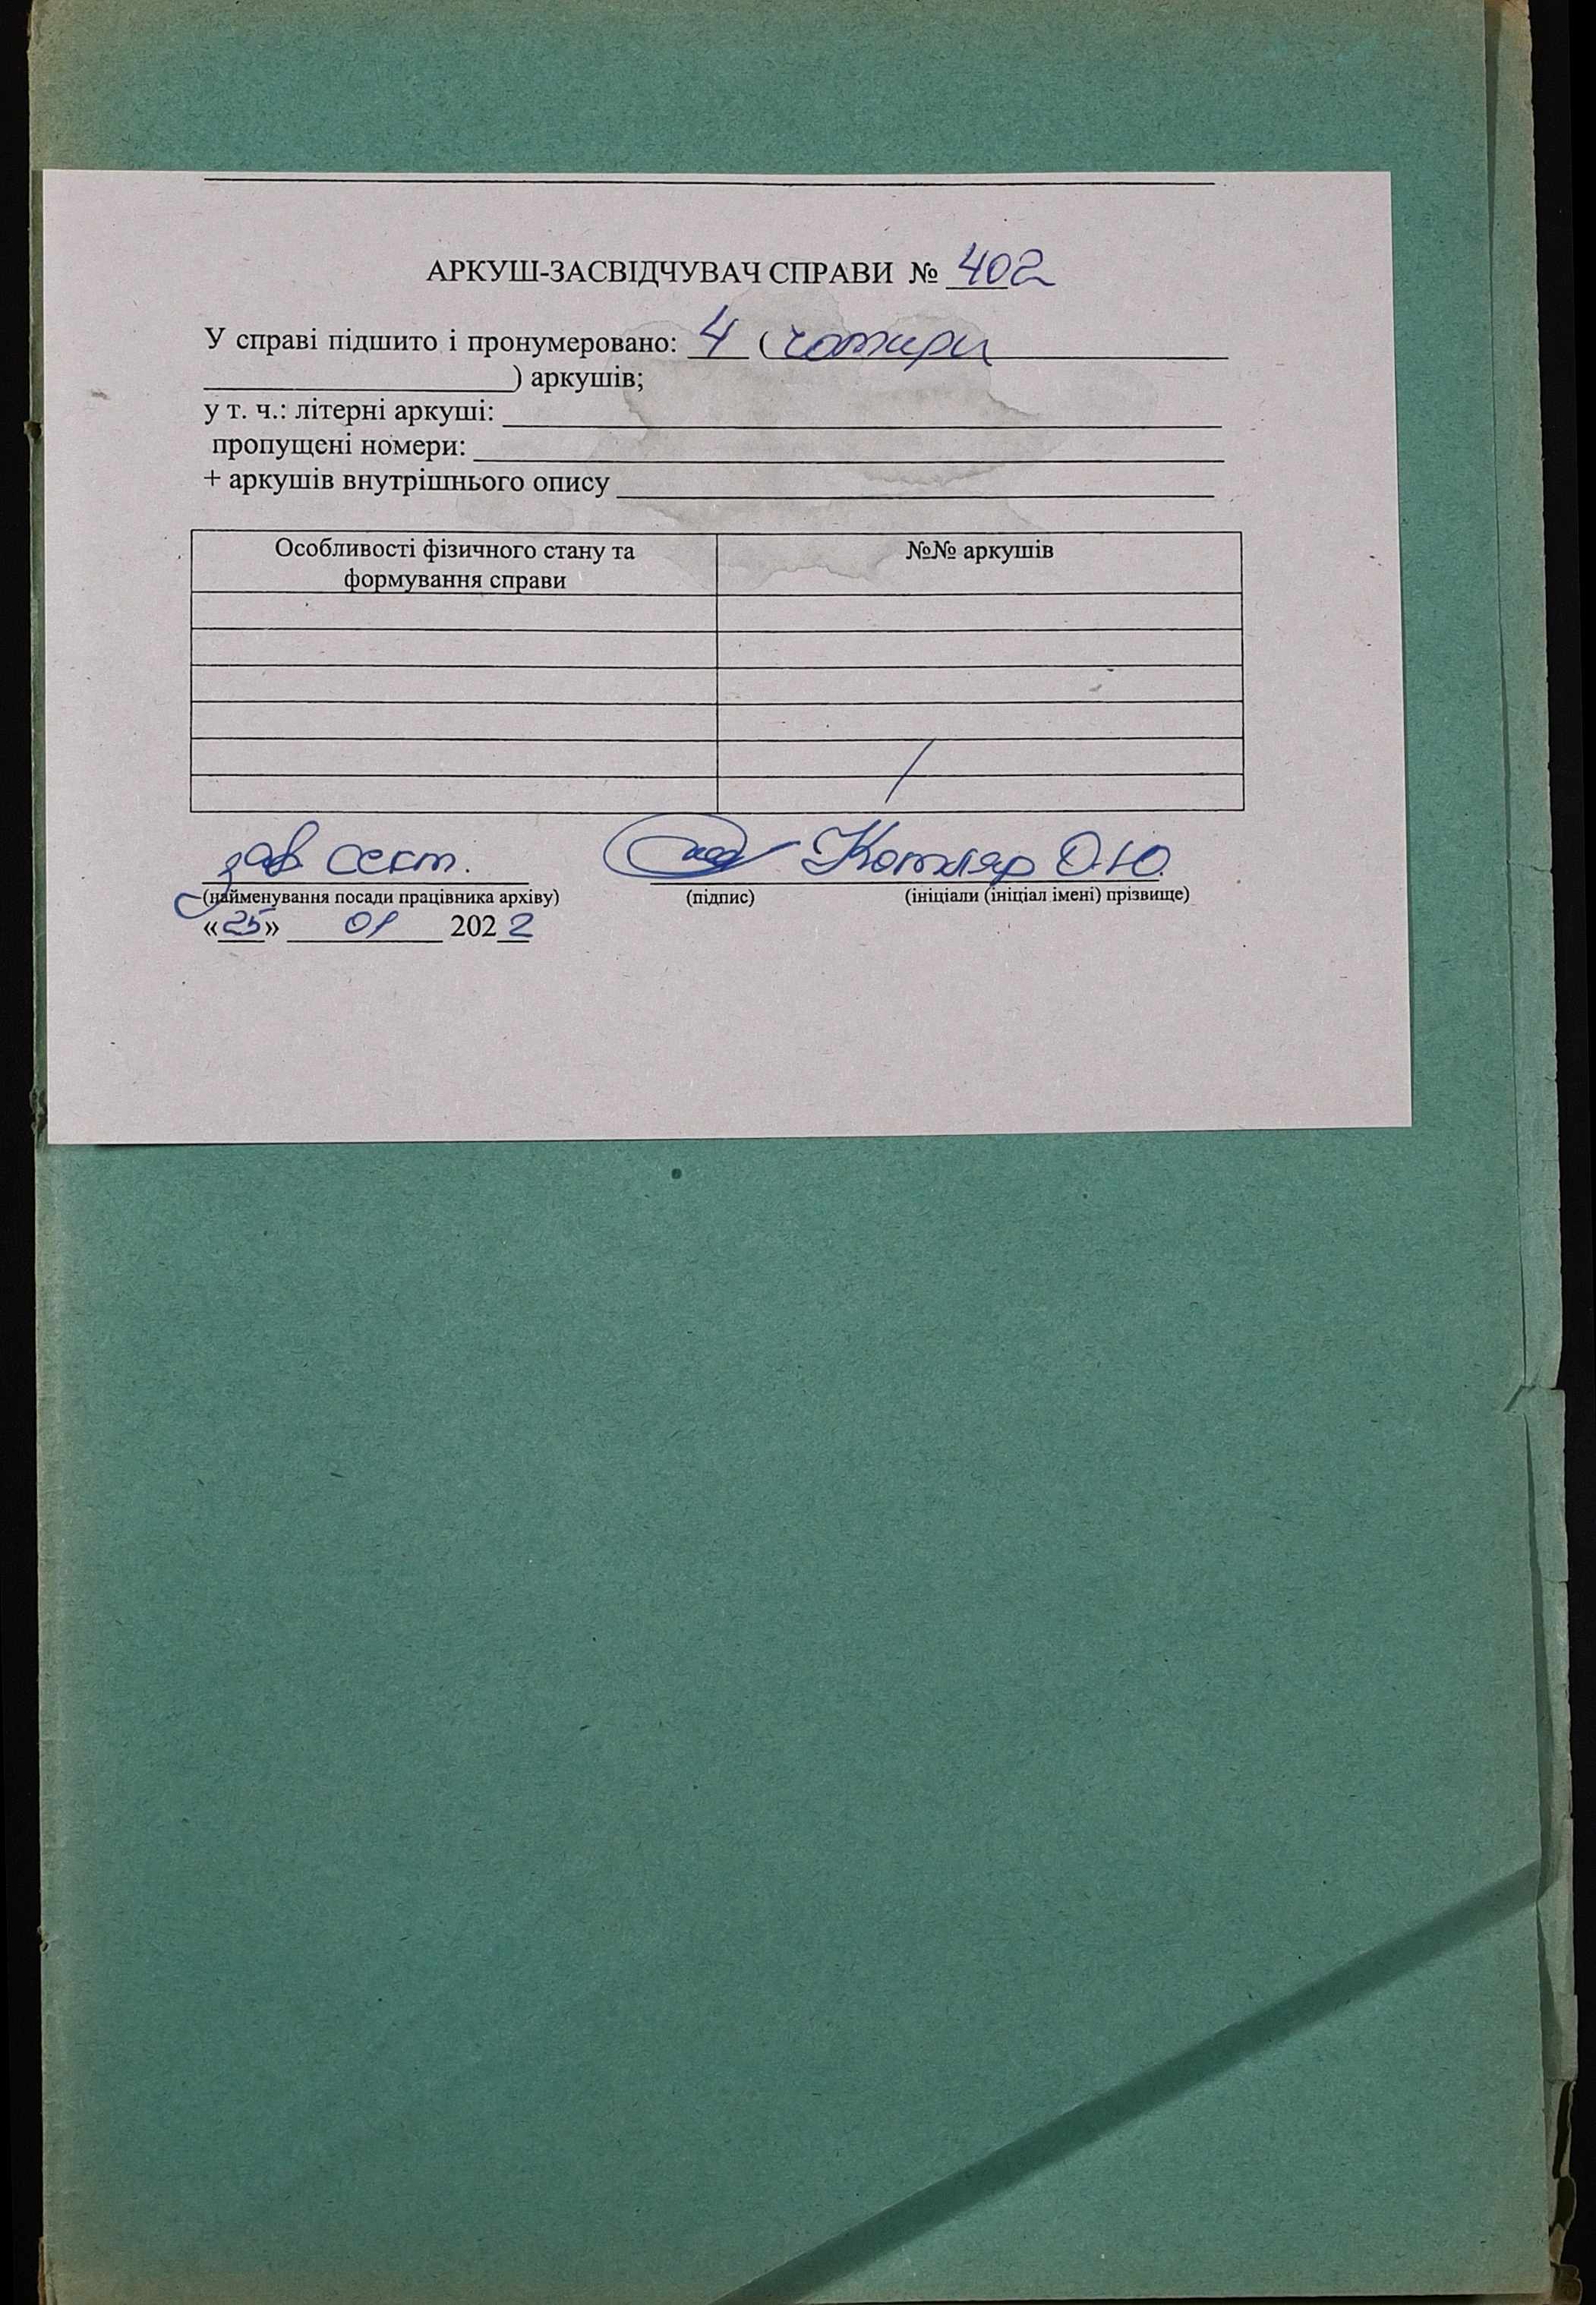 АРКУШ-ЗАСВІДЧУВАЧ СПРАВИ № 402
У справі підшито і пронумеровано: 4 (чотири
) аркушів;
у т. ч.: літерні аркуші:
пропущені номери:
+ аркушів внутрішнього опису
Особливості фізичного стану та формування справи
№№ аркушів
зав сект. Котляр О.Ю.
(найменування посади працівника архіву) (підпис) (ініціали (ініціал імені) прізвище)
«25» 01 2022